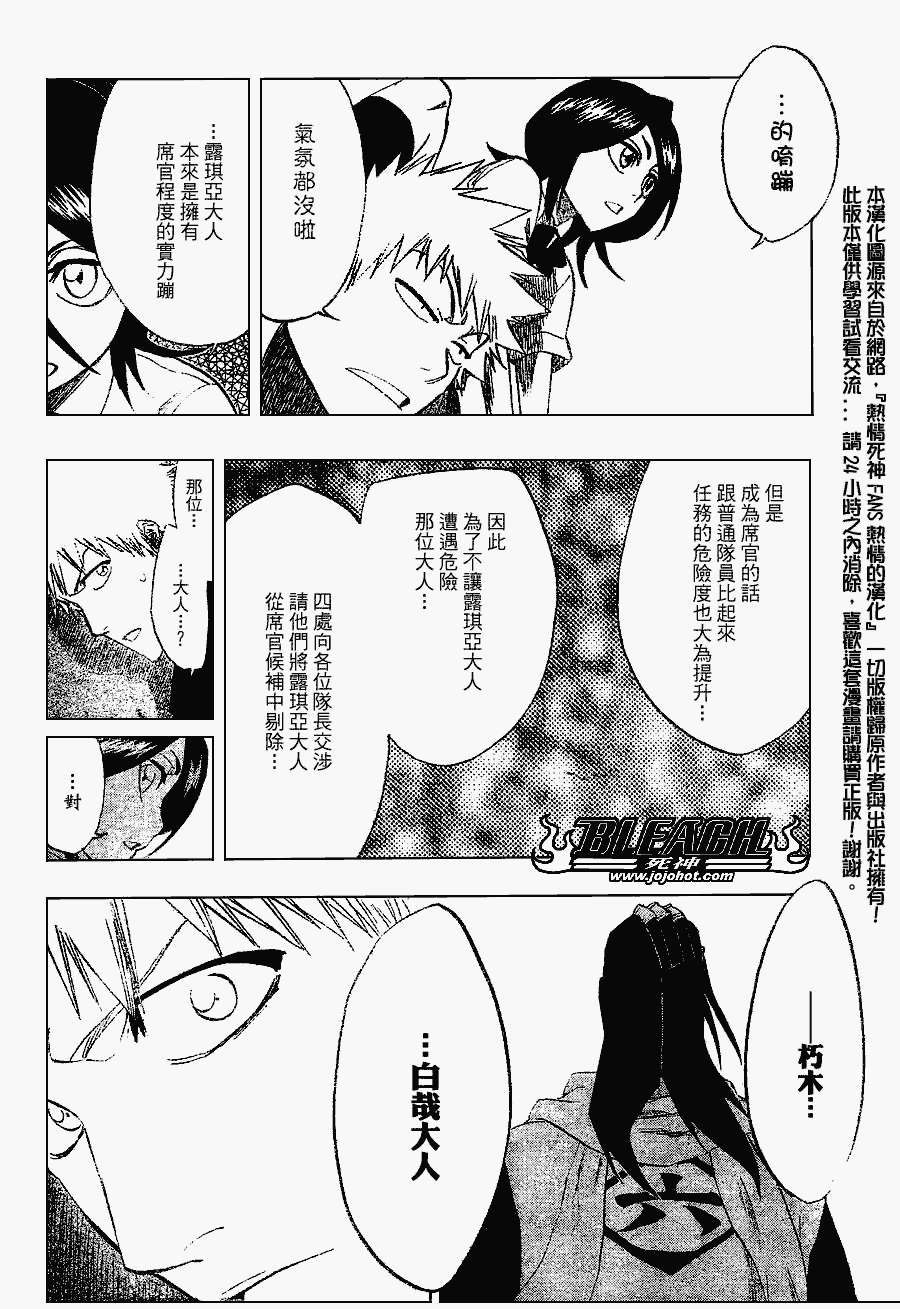 …的唷蹦
氣氛都沒啦
…露琪亞大人
本來是擁有
席官程度的實力蹦
但是
成為席官的話
跟普通隊員比起來
任務的危險度也大為提升…
因此
為了不讓露琪亞大人
遭遇危險
那位大人…
四處向各位隊長交涉
請他們將露琪亞大人
從席官候補中剔除…
那位…
…大人…?
…對
——朽木…
六
…白哉大人
BLEACH
死神
www.jojohot.com
本漢化圖源來自於網路，『熱情死神FANS熱情的漢化』一切版權歸原作者與出版社擁有！
此版本僅供學習試看交流… 請24小時之內消除，喜歡這套漫畫請購買正版！謝謝。